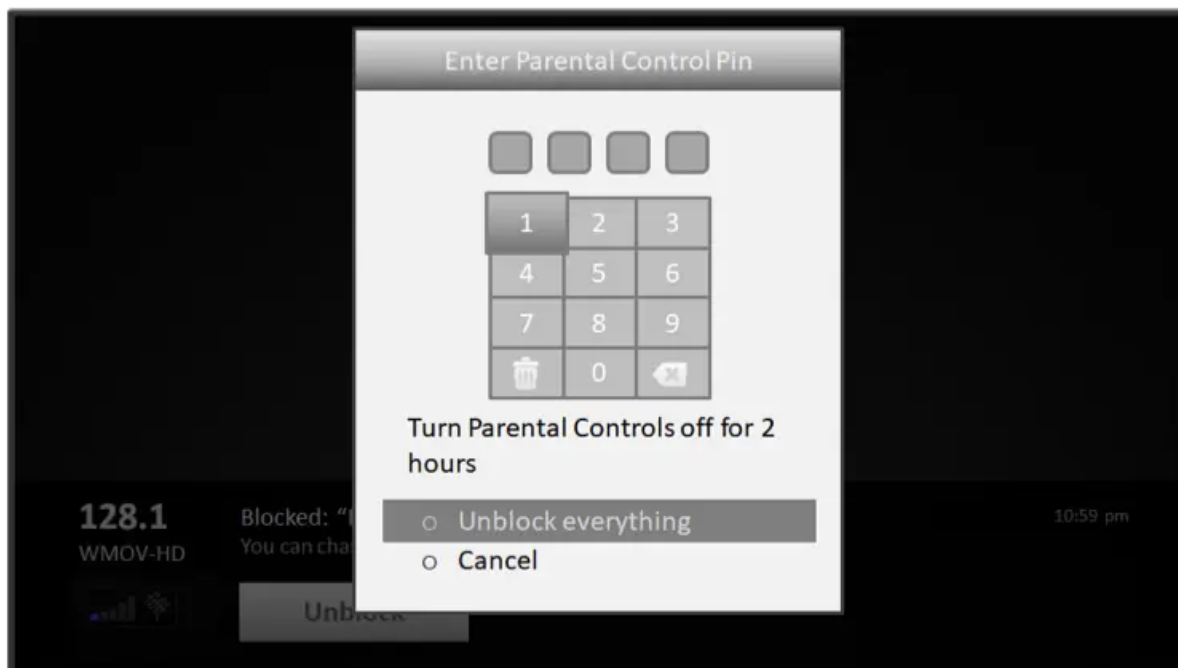 Enter Parental Control Pin
1 2 3
4 5 6
7 8 9
0
Turn Parental Controls off for 2
hours
128.1
Blocked: “
10:59 pm
○ Unblock everything
WMOV-HD
You can
○ Cancel
Unblock